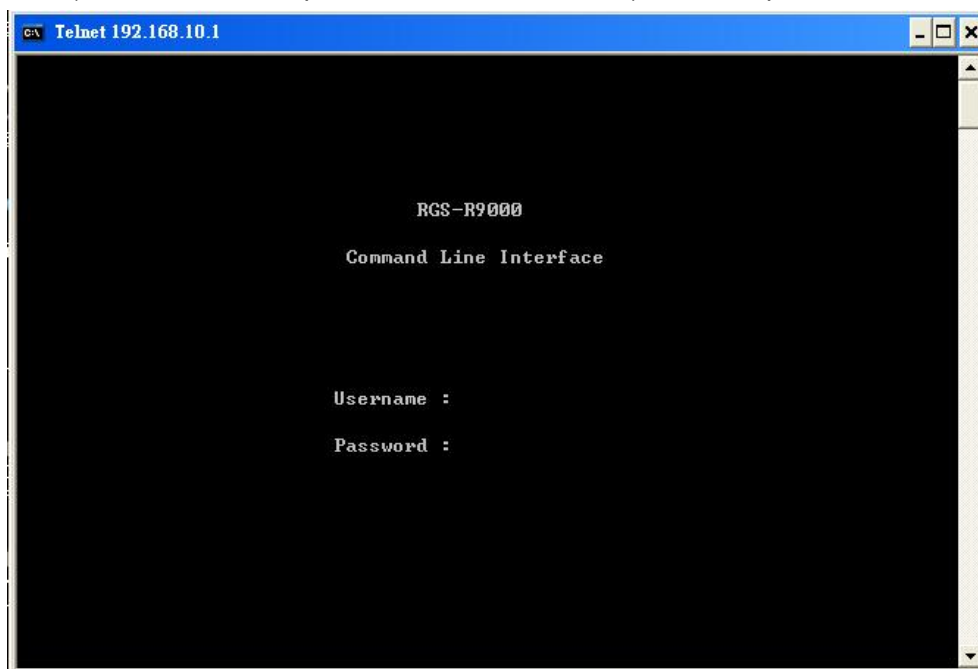 Telnet 192.168.10.1
RGS-R9000
Command Line Interface
Username :
Password :